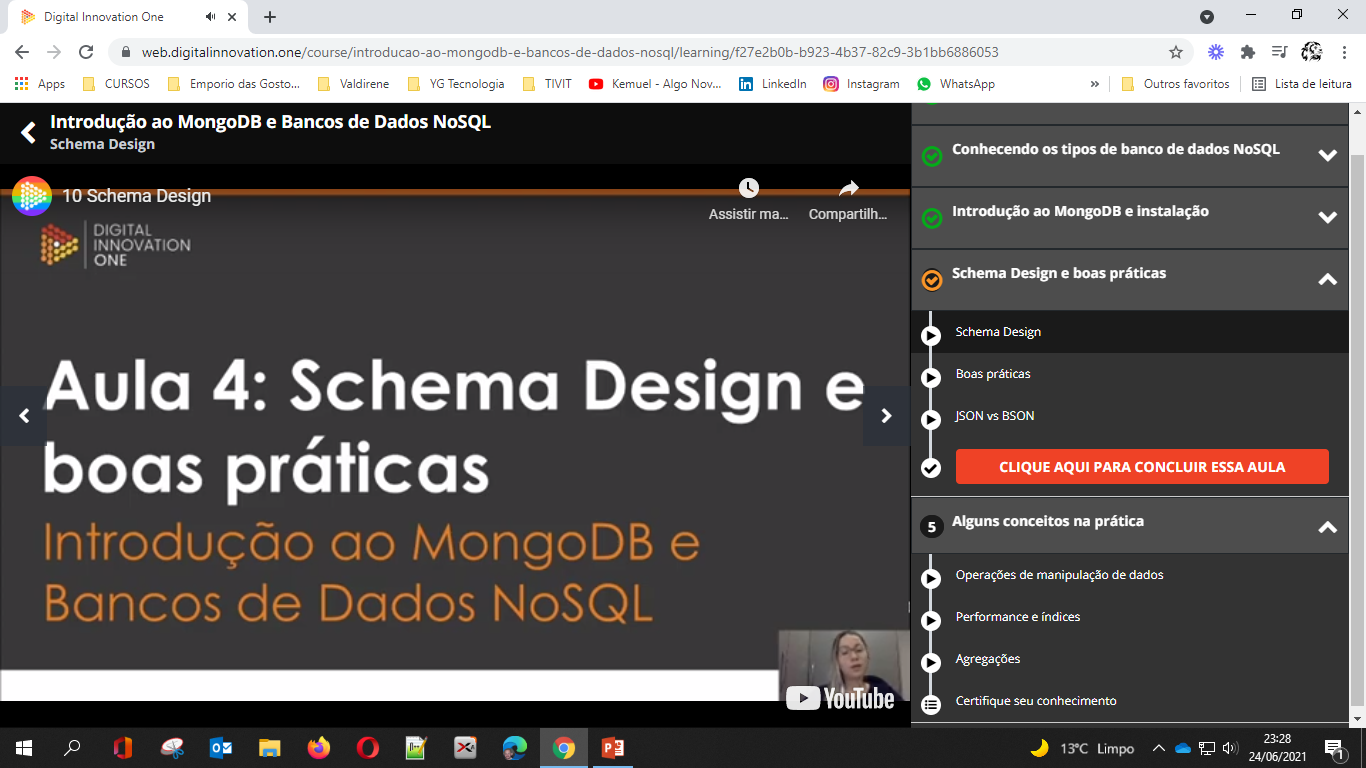 Digital Innovation One
web.digitalinnovation.one/course/introducao-ao-mongodb-e-bancos-de-dados-nosql/learning/f27e2b0b-b923-4b37-82c9-3b1bb6886053
Apps
CURSOS
Emporio das Gosto...
Valdirene
YG Tecnologia
TIVIT
Kemuel - Algo Nov...
LinkedIn
Instagram
WhatsApp
»
Outros favoritos
Lista de leitura
Introdução ao MongoDB e Bancos de Dados NoSQL
Schema Design
10 Schema Design
Assistir ma...
Compartilh...
DIGITAL
INNOVATION
ONE
Aula 4: Schema Design e
boas práticas
Introdução ao MongoDB e
Bancos de Dados NoSQL
YouTube
Conhecendo os tipos de banco de dados NoSQL
Introdução ao MongoDB e instalação
Schema Design e boas práticas
Schema Design
Boas práticas
JSON vs BSON
CLIQUE AQUI PARA CONCLUIR ESSA AULA
5
Alguns conceitos na prática
Operações de manipulação de dados
Performance e índices
Agregações
Certifique seu conhecimento
13°C Limpo
23:28
24/06/2021
1